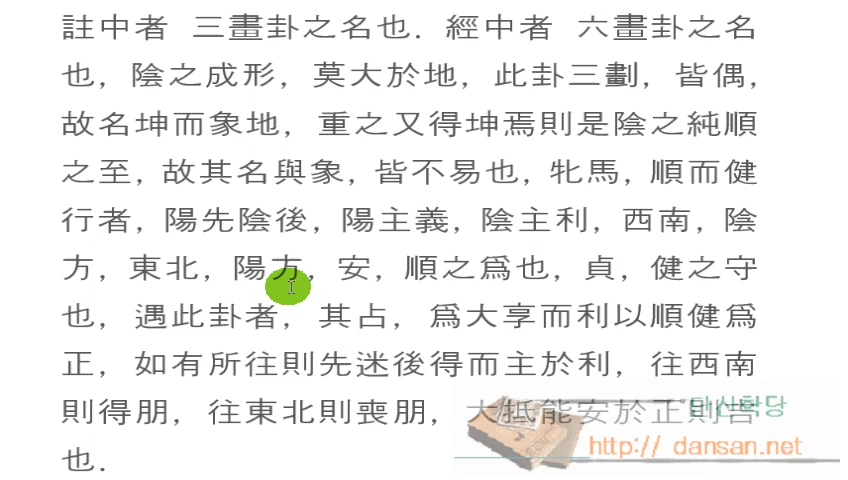 註中者 三畫卦之名也. 經中者 六畫卦之名
也, 陰之成形, 莫大於地, 此卦三劃, 皆偶,
故名坤而象地, 重之又得坤焉則是陰之純順
之至, 故其名與象, 皆不易也, 牝馬, 順而健
行者, 陽先陰後, 陽主義, 陰主利, 西南, 陰
方, 東北, 陽方, 安, 順之爲也, 貞, 健之守
也, 遇此卦者, 其占, 爲大享而利以順健爲
正, 如有所往則先迷後得而主於利, 往西南
則得朋, 往東北則喪朋, 大抵能安於正則吉
也.
단산학당
http:// dansan.net